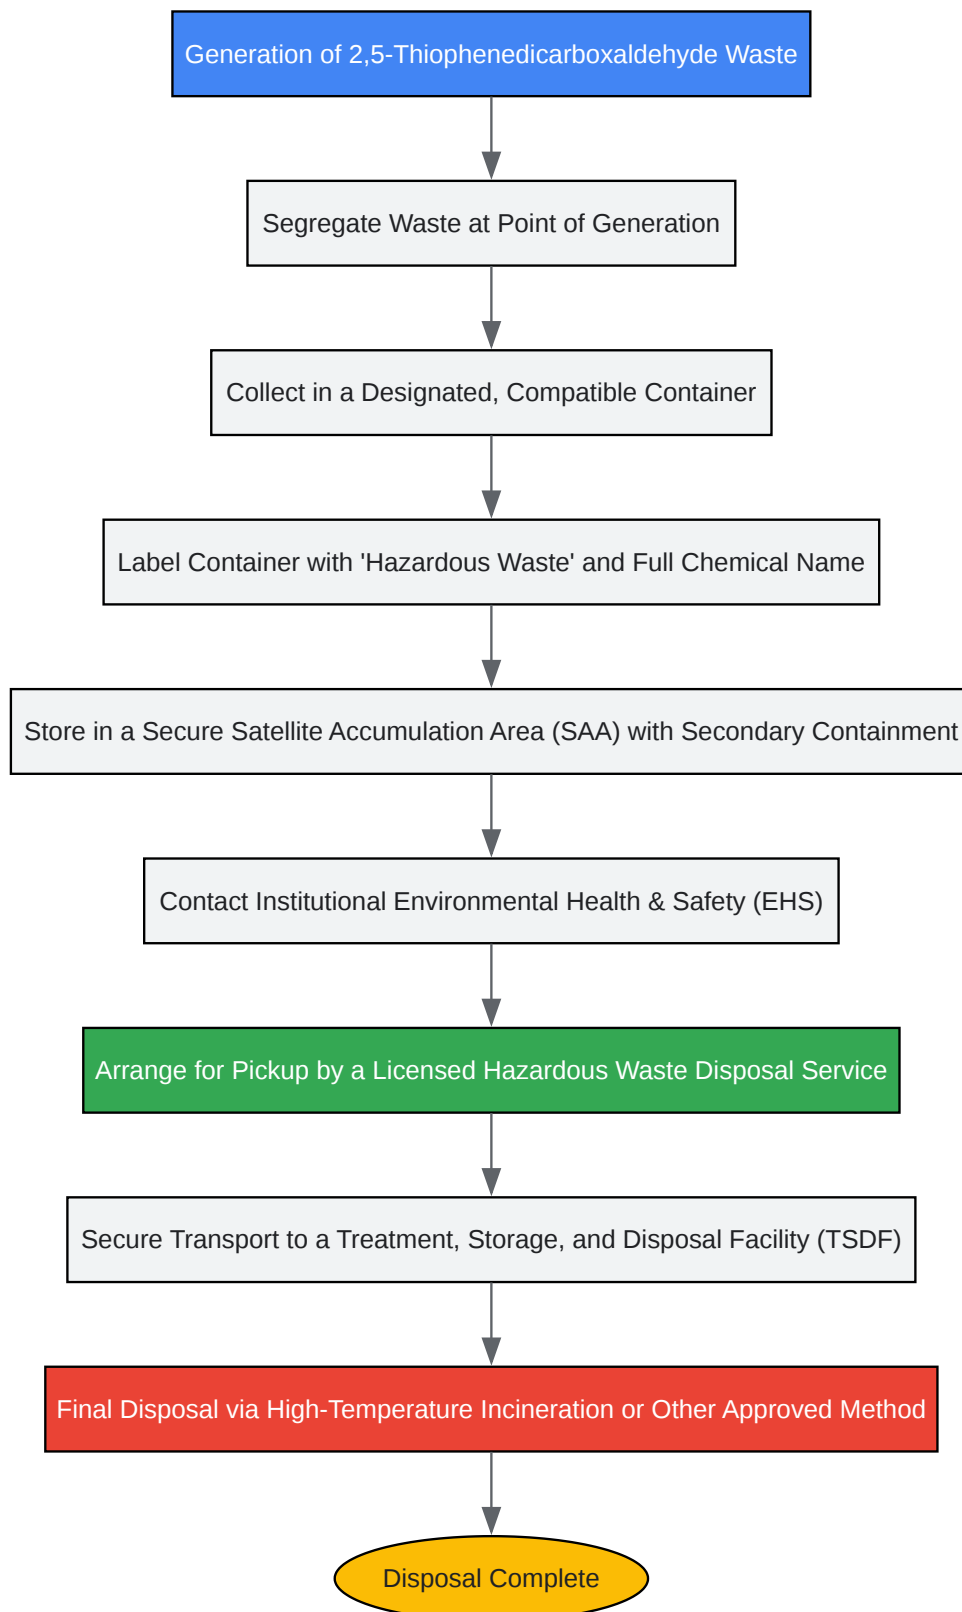 Generation of 2,5-Thiophenedicarboxaldehyde Waste
Segregate Waste at Point of Generation
Collect in a Designated, Compatible Container
Label Container with 'Hazardous Waste' and Full Chemical Name
Store in a Secure Satellite Accumulation Area (SAA) with Secondary Containment
Contact Institutional Environmental Health & Safety (EHS)
Arrange for Pickup by a Licensed Hazardous Waste Disposal Service
Secure Transport to a Treatment, Storage, and Disposal Facility (TSDF)
Final Disposal via High-Temperature Incineration or Other Approved Method
Disposal Complete